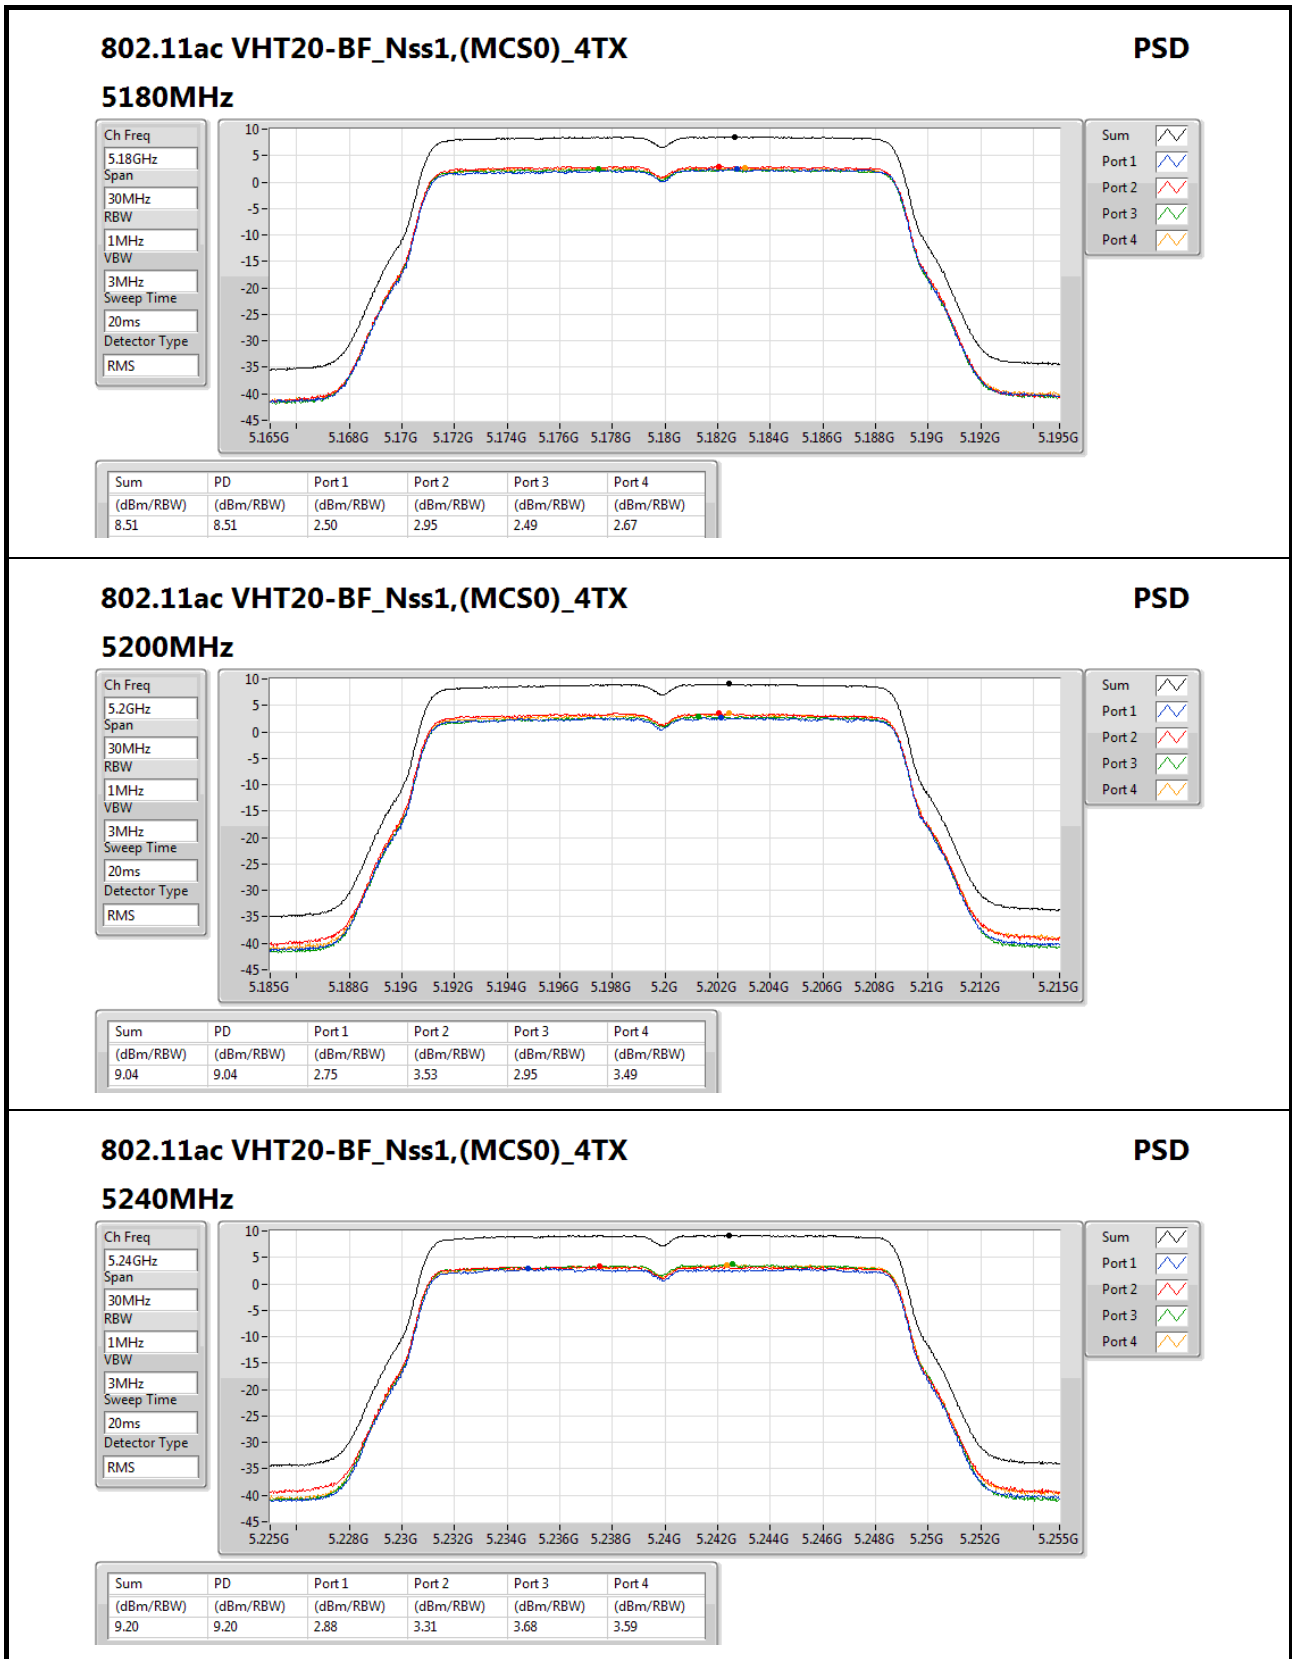 802.11ac VHT20-BF_Nss1,(MCS0)_4TX PSD
5180MHz
Ch Freq
5.18GHz
Span
30MHz
RBW
1MHz
VBW
3MHz
Sweep Time
20ms
Detector Type
RMS
10
5
0
-5
-10
-15
-20
-25
-30
-35
-40
-45
5.165G 5.168G 5.17G 5.172G 5.174G 5.176G 5.178G 5.18G 5.182G 5.184G 5.186G 5.188G 5.19G 5.192G 5.195G
Sum
Port 1
Port 2
Port 3
Port 4
Sum PD Port 1 Port 2 Port 3 Port 4
(dBm/RBW) (dBm/RBW) (dBm/RBW) (dBm/RBW) (dBm/RBW) (dBm/RBW)
8.51 8.51 2.50 2.95 2.49 2.67
802.11ac VHT20-BF_Nss1,(MCS0)_4TX PSD
5200MHz
Ch Freq
5.2GHz
Span
30MHz
RBW
1MHz
VBW
3MHz
Sweep Time
20ms
Detector Type
RMS
10
5
0
-5
-10
-15
-20
-25
-30
-35
-40
-45
5.185G 5.188G 5.19G 5.192G 5.194G 5.196G 5.198G 5.2G 5.202G 5.204G 5.206G 5.208G 5.21G 5.212G 5.215G
Sum
Port 1
Port 2
Port 3
Port 4
Sum PD Port 1 Port 2 Port 3 Port 4
(dBm/RBW) (dBm/RBW) (dBm/RBW) (dBm/RBW) (dBm/RBW) (dBm/RBW)
9.04 9.04 2.75 3.53 2.95 3.49
802.11ac VHT20-BF_Nss1,(MCS0)_4TX PSD
5240MHz
Ch Freq
5.24GHz
Span
30MHz
RBW
1MHz
VBW
3MHz
Sweep Time
20ms
Detector Type
RMS
10
5
0
-5
-10
-15
-20
-25
-30
-35
-40
-45
5.225G 5.228G 5.23G 5.232G 5.234G 5.236G 5.238G 5.24G 5.242G 5.244G 5.246G 5.248G 5.25G 5.252G 5.255G
Sum
Port 1
Port 2
Port 3
Port 4
Sum PD Port 1 Port 2 Port 3 Port 4
(dBm/RBW) (dBm/RBW) (dBm/RBW) (dBm/RBW) (dBm/RBW) (dBm/RBW)
9.20 9.20 2.88 3.31 3.68 3.59